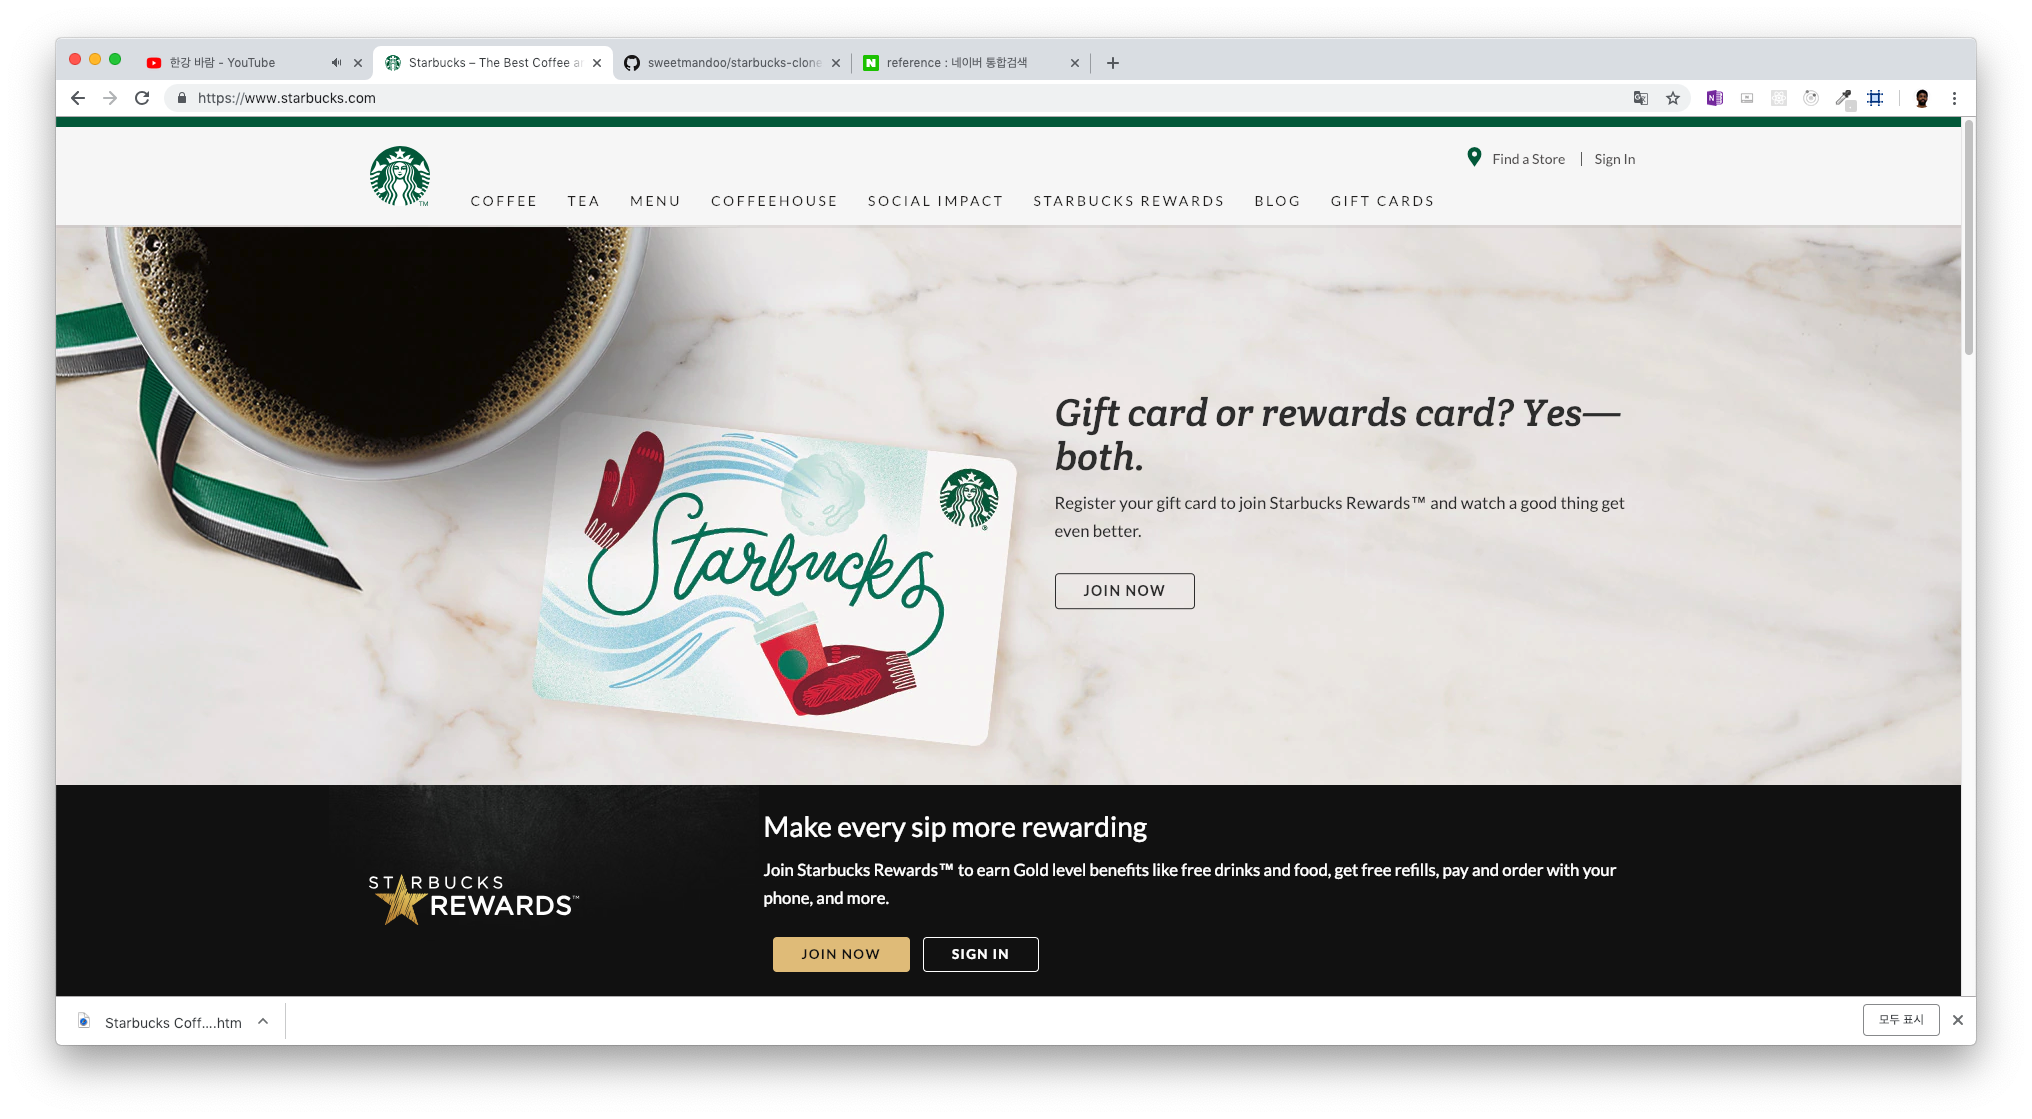 한강 바람 - YouTube
Starbucks – The Best Coffee a
sweetmandoo/starbucks-clone
reference : 네이버 통합검색
https://www.starbucks.com
Find a Store | Sign In
COFFEE TEA MENU COFFEEHOUSE SOCIAL IMPACT STARBUCKS REWARDS BLOG GIFT CARDS
TM
Gift card or rewards card? Yes—
both.
Register your gift card to join Starbucks Rewards™ and watch a good thing get
even better.
JOIN NOW
Starbucks
Make every sip more rewarding
Join Starbucks Rewards™ to earn Gold level benefits like free drinks and food, get free refills, pay and order with your
phone, and more.
STARBUCKS
REWARDS™
JOIN NOW
SIGN IN
Starbucks Coff....htm
모두 표시